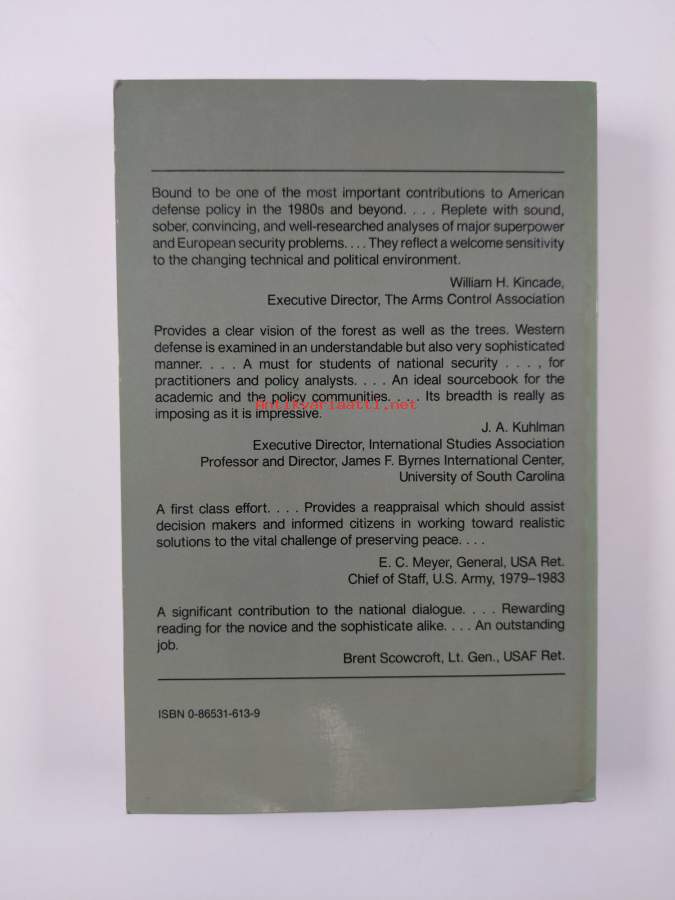 Bound to be one of the most important contributions to American
defense policy in the 1980s and beyond. . . . Replete with sound,
sober, convincing, and well-researched analyses of major superpower
and European security problems. . . . They reflect a welcome sensitivity
to the changing technical and political environment.
William H. Kincade,
Executive Director, The Arms Control Association
Provides a clear vision of the forest as well as the trees. Western
defense is examined in an understandable but also very sophisticated
manner. . . . A must for students of national security . . . , for
practitioners and policy analysts. . . . An ideal sourcebook for the
academic and the policy communities. . . . Its breadth is really as
Antikvariaatti.net
imposing as it is impressive.
J. A. Kuhlman
Executive Director, International Studies Association
Professor and Director, James F. Byrnes International Center,
University of South Carolina
A first class effort. . . . Provides a reappraisal which should assist
decision makers and informed citizens in working toward realistic
solutions to the vital challenge of preserving peace. . . .
E. C. Meyer, General, USA Ret.
Chief of Staff, U.S. Army, 1979–1983
A significant contribution to the national dialogue. . . . Rewarding
reading for the novice and the sophisticate alike. . . . An outstanding
job.
Brent Scowcroft, Lt. Gen., USAF Ret.
ISBN 0-86531-613-9